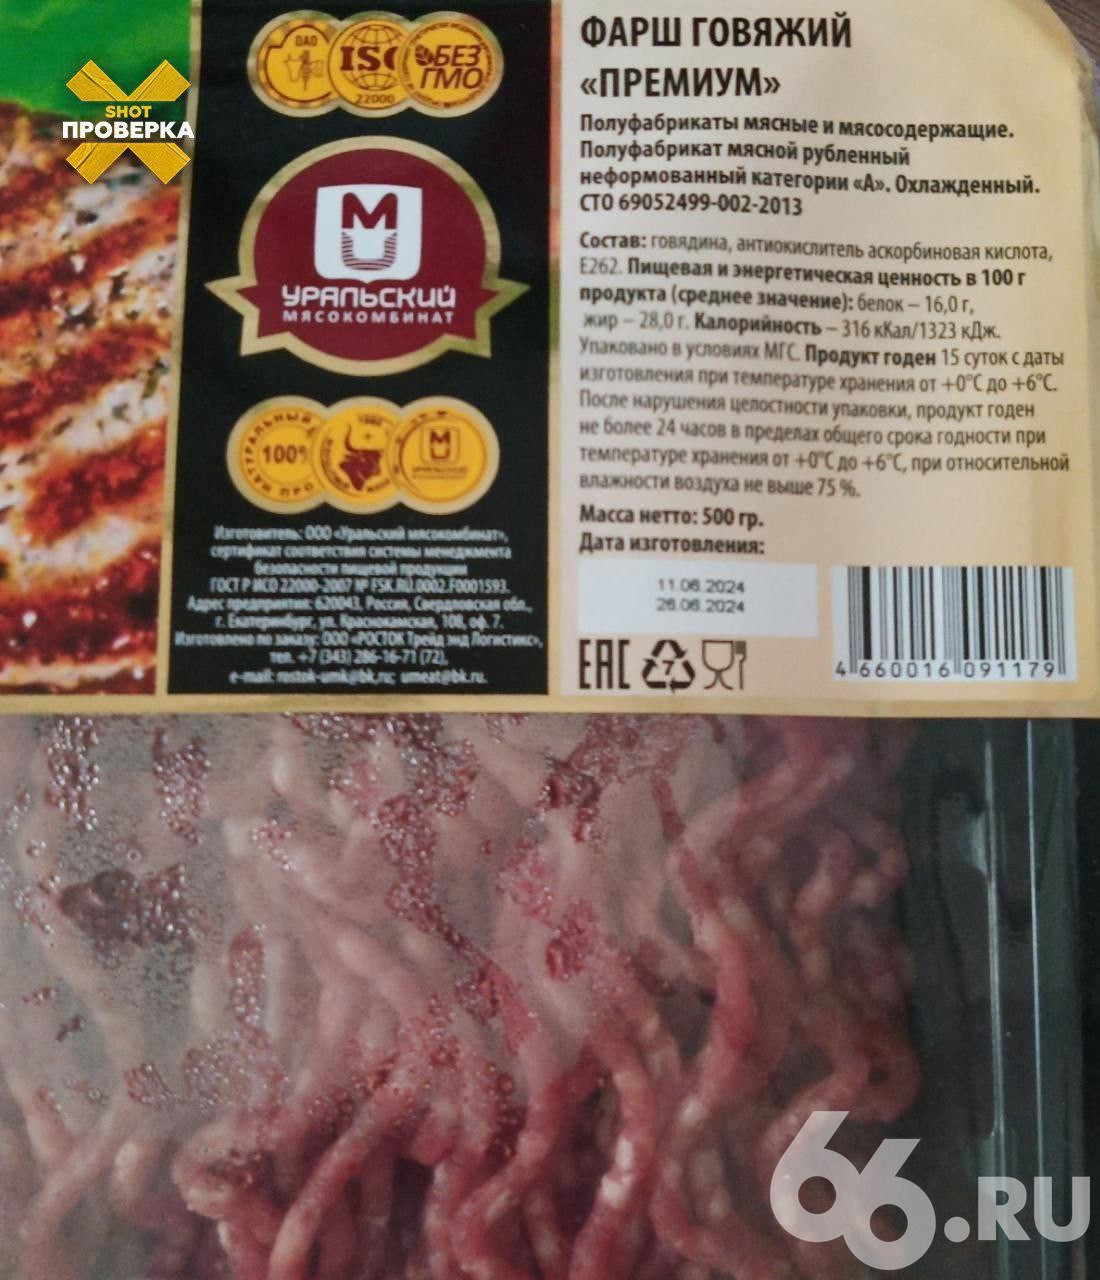 SHOT
ПРОВЕРКА
ОАО
ISO
22000
БЕЗ
ГМО
УРАЛЬСКИЙ
МЯСОКОМБИНАТ
НАТУРАЛЬНЫЙ
100%
УРАЛЬСКИЙ
Изготовитель: ООО «Уральский мясокомбинат»,
сертификат соответствия системы менеджмента
безопасности пищевой продукции
ГОСТ Р ИСО 22000-2007 № FSK.RU.0002.F0001593.
Адрес предприятия: 620043, Россия, Свердловская обл.,
г. Екатеринбург, ул. Краснокамская, 108, оф. 7.
Изготовлено по заказу: ООО «РОСТОК Трейд энд Логистикс»,
тел. +7 (343) 286-16-71 (72),
e-mail: rostok-umk@bk.ru; umeat@bk.ru.
ФАРШ ГОВЯЖИЙ
«ПРЕМИУМ»
Полуфабрикаты мясные и мясосодержащие.
Полуфабрикат мясной рубленный
неформованный категории «А». Охлажденный.
СТО 69052499-002-2013
Состав: говядина, антиокислитель аскорбиновая кислота,
Е262. Пищевая и энергетическая ценность в 100 г
продукта (среднее значение): белок – 16,0 г,
жир – 28,0 г. Калорийность – 316 кКал/1323 кДж.
Упаковано в условиях МГС. Продукт годен 15 суток с даты
изготовления при температуре хранения от +0°С до +6°С.
После нарушения целостности упаковки, продукт годен
не более 24 часов в пределах общего срока годности при
температуре хранения от +0°С до +6°С, при относительной
влажности воздуха не выше 75 %.
Масса нетто: 500 гр.
Дата изготовления:
11.06.2024
26.06.2024
EAC
7
4 660016 091179
66.RU